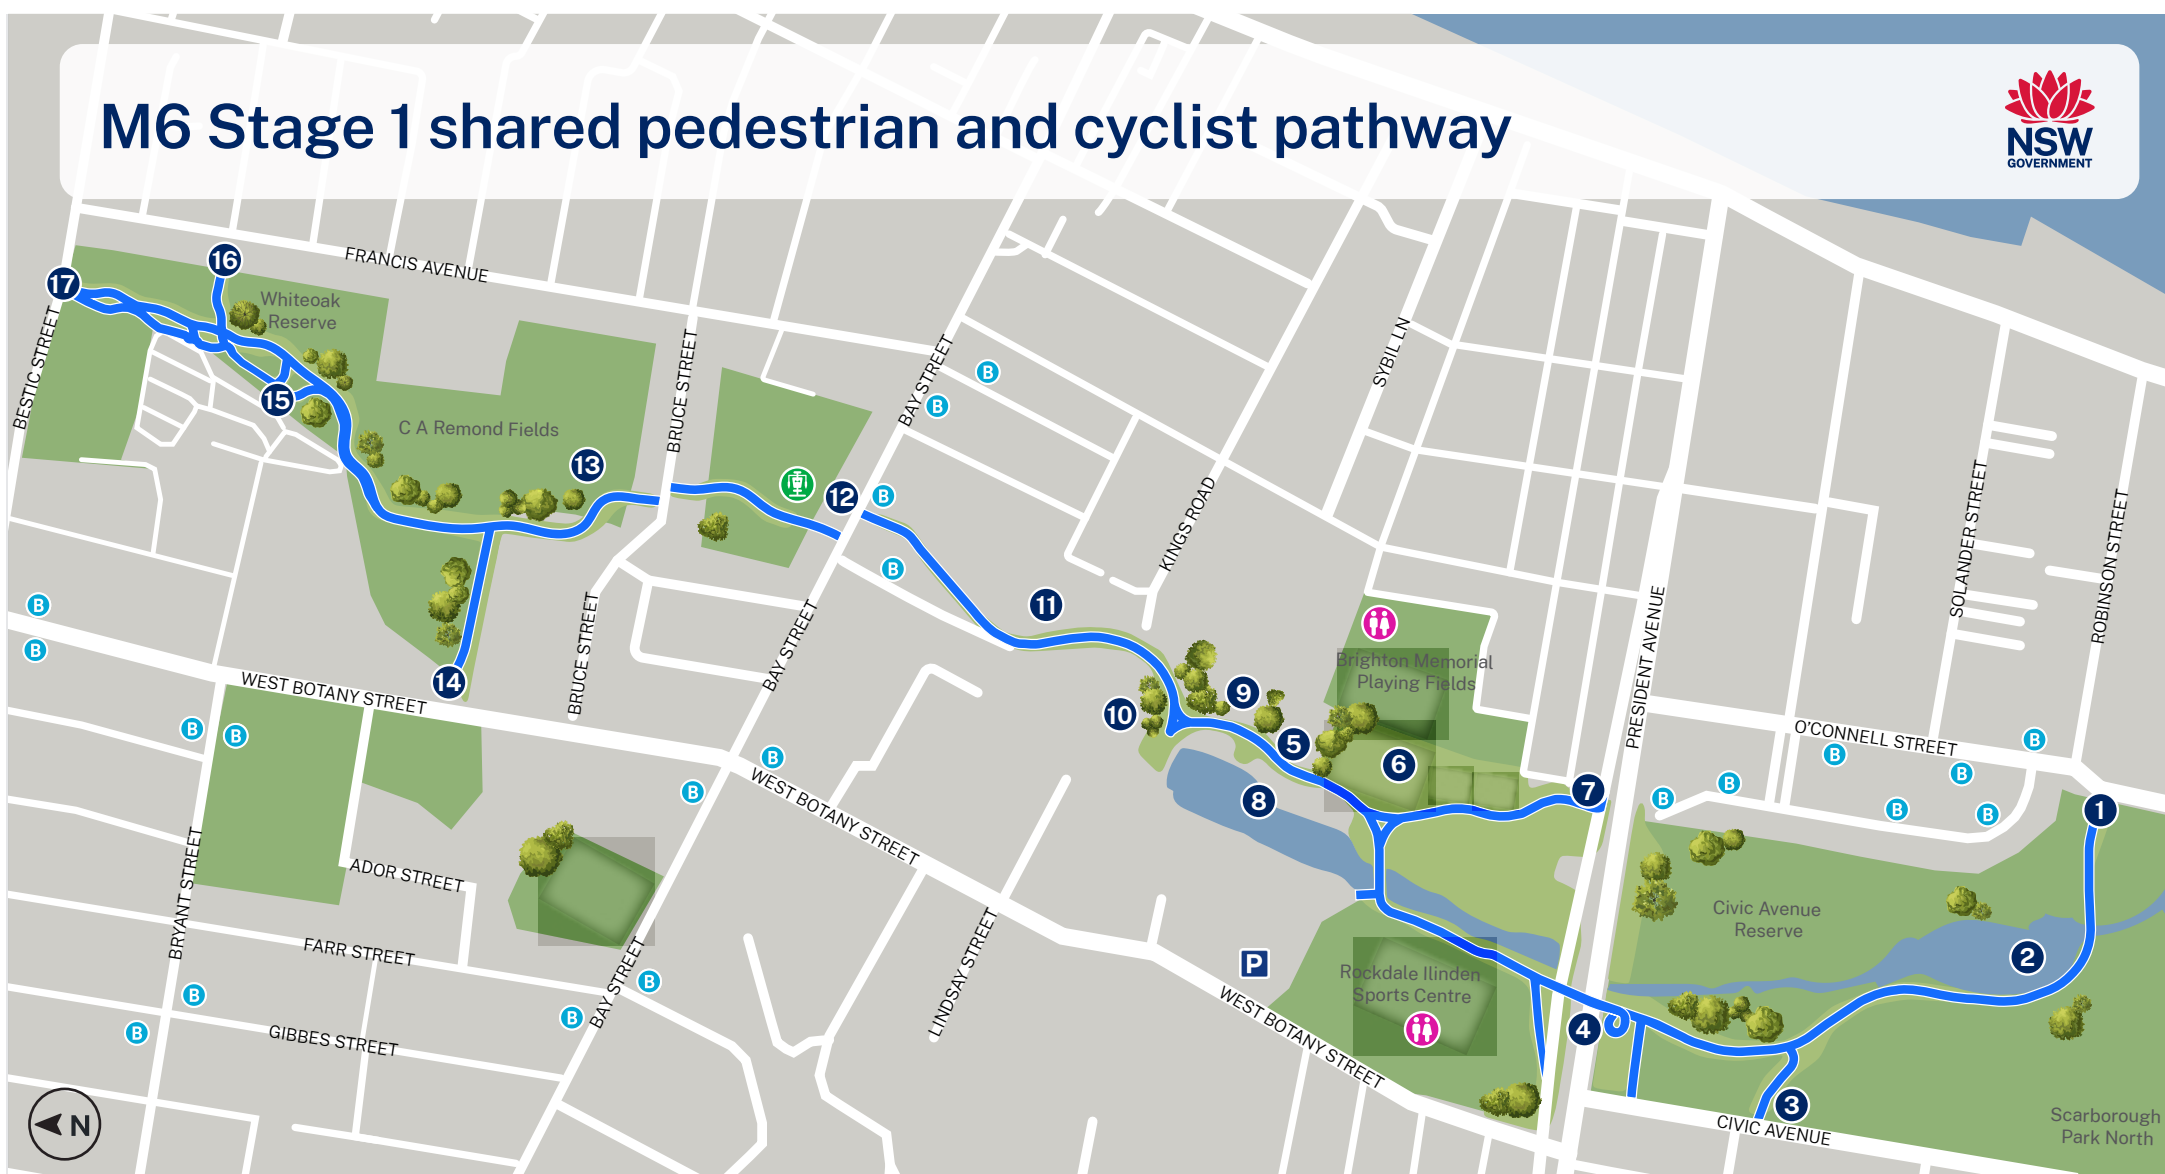 M6 Stage 1 shared pedestrian and cyclist pathway
NSW
GOVERNMENT
16
FRANCIS AVENUE
17
Whiteoak
Reserve
BESTIC STREET
15
C A Remond Fields
BRUCE STREET
BAY STREET
B
B
SYBIL LN
13
12
B
KINGS ROAD
SOLANDER STREET
ROBINSON STREET
B
B
B
11
BRUCE STREET
BAY STREET
14
WEST BOTANY STREET
Brighton Memorial
Playing Fields
PRESIDENT AVENUE
9
10
5
6
7
8
B
B
B
B
WEST BOTANY STREET
O'CONNELL STREET
B
B
B
B
B
B
B
1
BRYANT STREET
ADOR STREET
FARR STREET
GIBBES STREET
BAY STREET
B
B
B
B
LINDSAY STREET
P
WEST BOTANY STREET
Rockdale Ilinden
Sports Centre
Civic Avenue
Reserve
2
4
3
CIVIC AVENUE
Scarborough
Park North
N